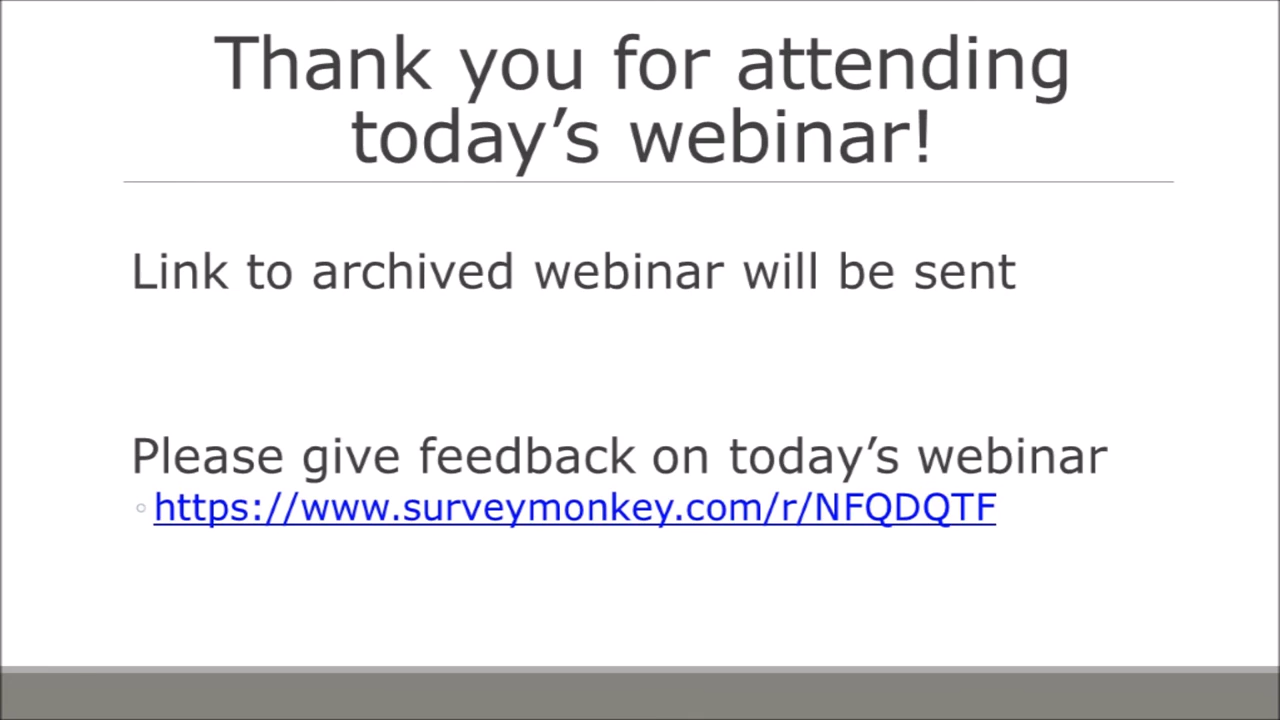 Thank you for attending
today’s webinar!
Link to archived webinar will be sent
Please give feedback on today’s webinar
◦https://www.surveymonkey.com/r/NFQDQTF